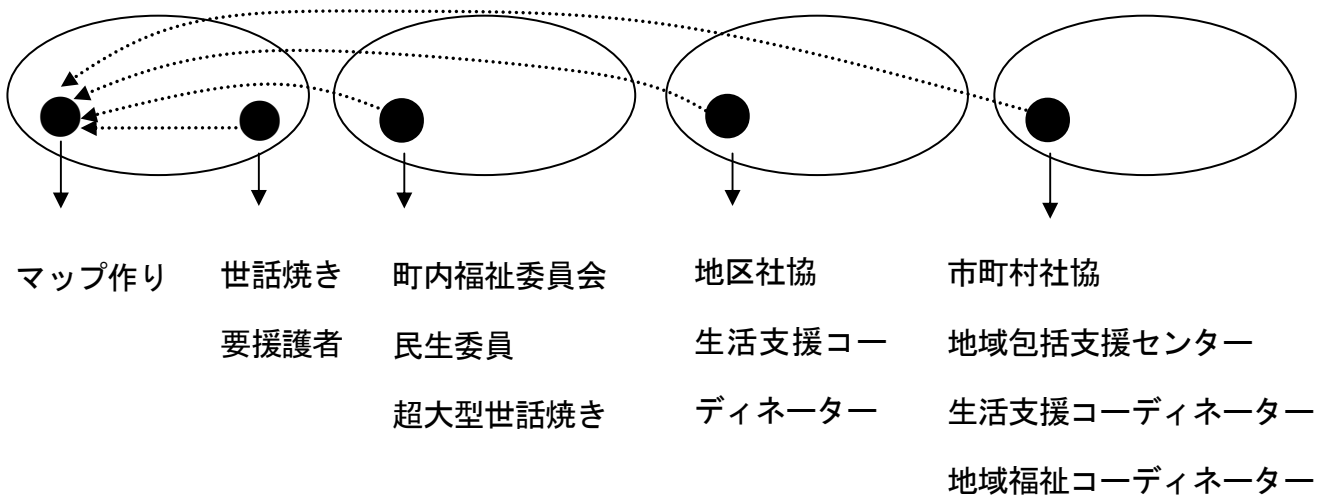 マップ作り
世話焼き
要援護者
町内福祉委員会
民生委員
超大型世話焼き
地区社協
生活支援コー
ディネーター
市町村社協
地域包括支援センター
生活支援コーディネーター
地域福祉コーディネーター